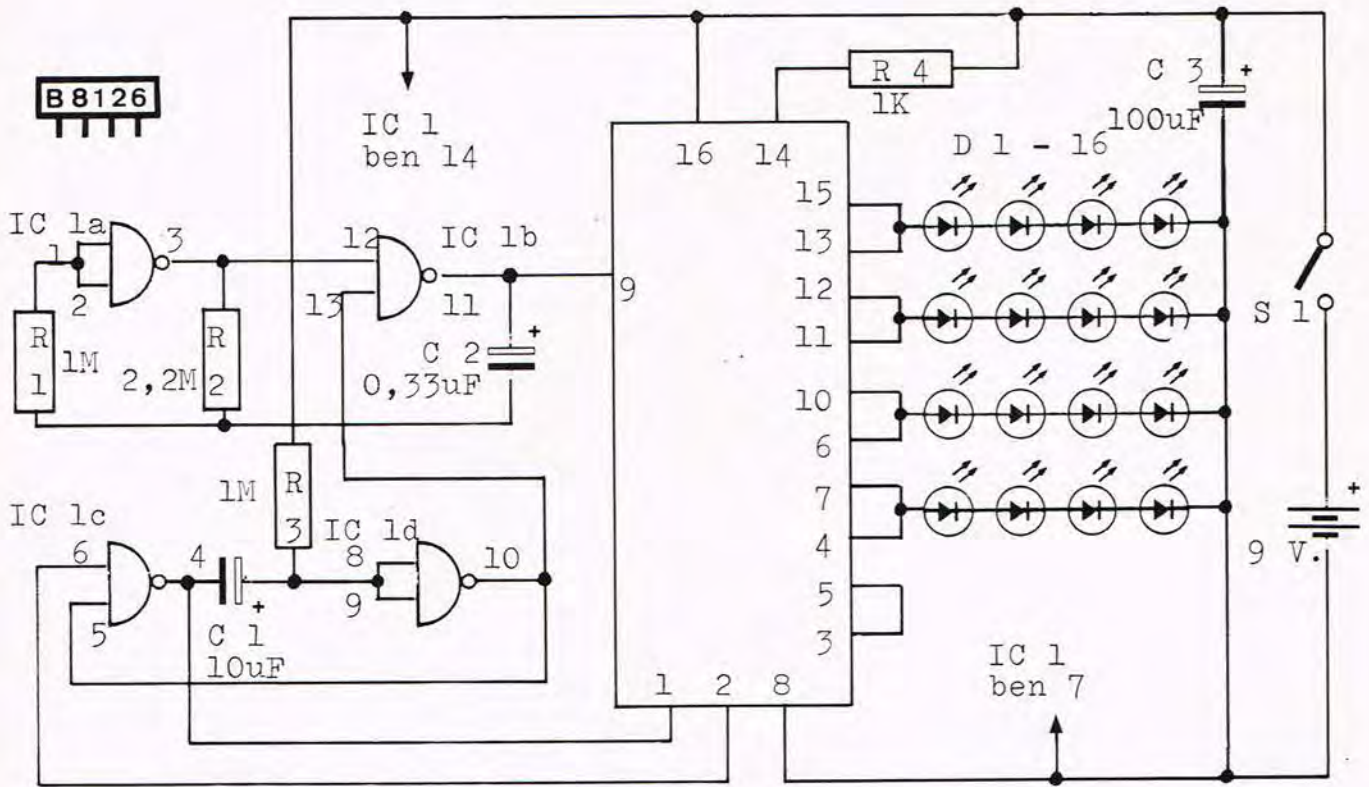 B8126
IC 1
ben 14
R 4
1K
C 3
+
100uF
D 1 - 16
16 14
15
13
12
11
10
6
7
4
5
3
9
1 2 8
IC 1a
1
2
3
R
1
1M
R
2
2,2M
12
13
IC 1b
11
+
C 2
0,33uF
S 1
+
9 V.
1M
R
3
IC 1c
6
5
4
+
C 1
10uF
IC 1d
8
9
10
IC 1
ben 7